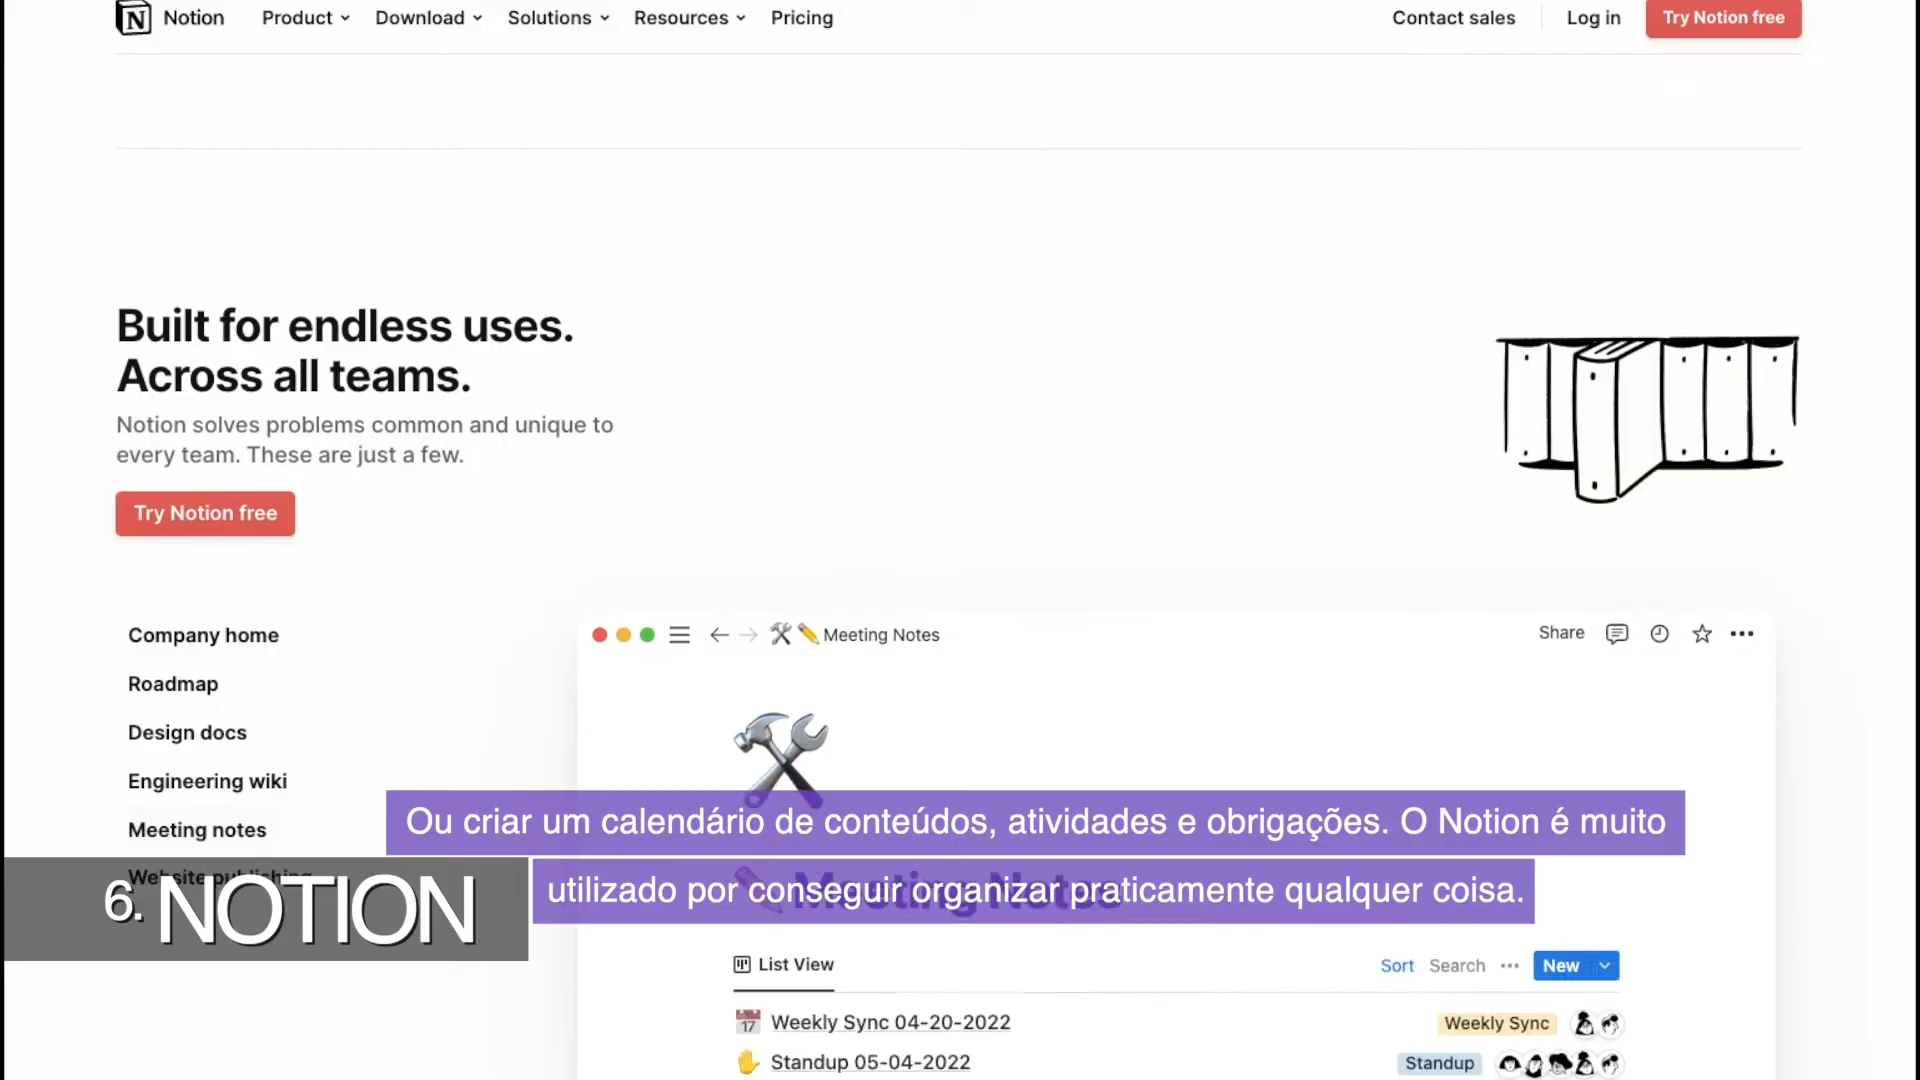 Notion Product Download Solutions Resources Pricing Contact sales Log in Try Notion free
Built for endless uses.
Across all teams.
Notion solves problems common and unique to
every team. These are just a few.
Try Notion free
Company home
Roadmap
Design docs
Engineering wiki
Meeting notes
Website publishing
Meeting Notes
Share
Ou criar um calendário de conteúdos, atividades e obrigações. O Notion é muito
utilizado por conseguir organizar praticamente qualquer coisa.
6. NOTION
Meeting Notes
List View
Sort Search New
Weekly Sync 04-20-2022 Weekly Sync
Standup 05-04-2022 Standup